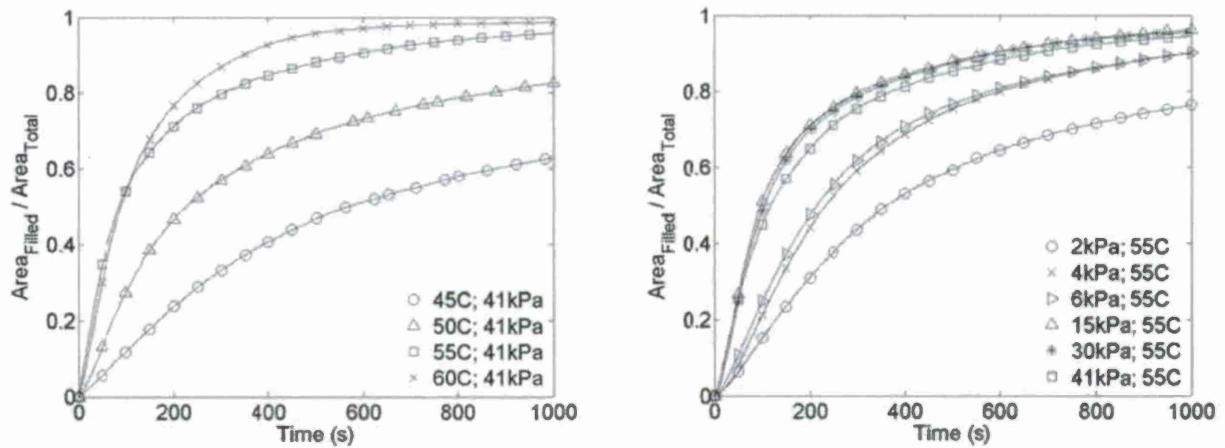 Area_Filled / Area_Total
1
0.8
0.6
0.4
0.2
0
0 200 400 600 800 1000
Time (s)
45C; 41kPa
50C; 41kPa
55C; 41kPa
60C; 41kPa
Area_Filled / Area_Total
1
0.8
0.6
0.4
0.2
0
0 200 400 600 800 1000
Time (s)
2kPa; 55C
4kPa; 55C
6kPa; 55C
15kPa; 55C
30kPa; 55C
41kPa; 55C